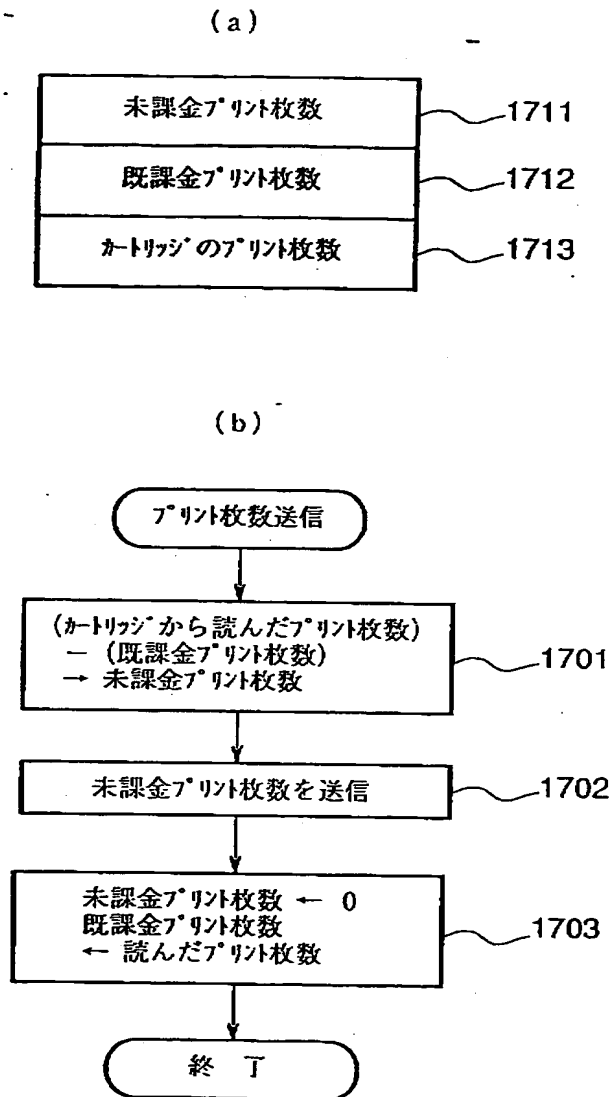 (a)
未課金ﾌﾟﾘﾝﾄ枚数 1711
既課金ﾌﾟﾘﾝﾄ枚数 1712
ｶｰﾄﾘｯｼﾞのﾌﾟﾘﾝﾄ枚数 1713
(b)
ﾌﾟﾘﾝﾄ枚数送信
(ｶｰﾄﾘｯｼﾞから読んだﾌﾟﾘﾝﾄ枚数)
－ (既課金ﾌﾟﾘﾝﾄ枚数)
→ 未課金ﾌﾟﾘﾝﾄ枚数
1701
未課金ﾌﾟﾘﾝﾄ枚数を送信 1702
未課金ﾌﾟﾘﾝﾄ枚数 ← 0
既課金ﾌﾟﾘﾝﾄ枚数
← 読んだﾌﾟﾘﾝﾄ枚数
1703
終 了